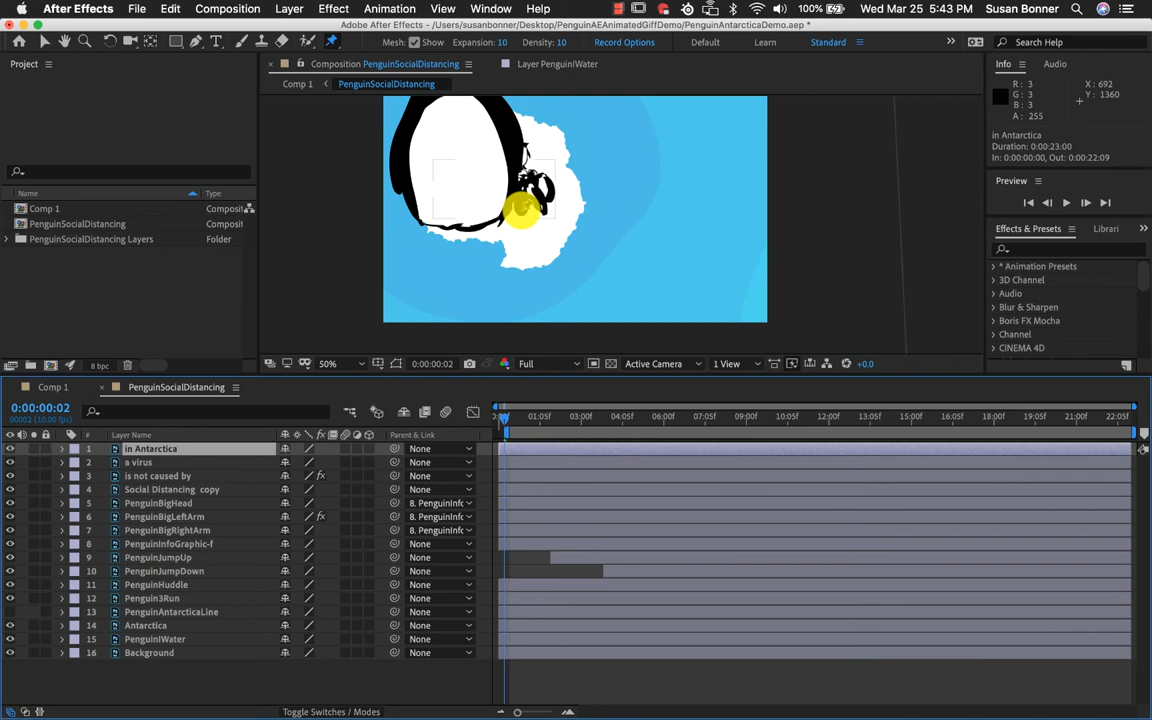 After Effects File Edit Composition Layer Effect Animation View Window Help 100% Wed Mar 25 5:43 PM Susan Bonner
Adobe After Effects - /Users/susanbonner/Desktop/PenguinAEAnimatedGiffDemo/PenguinAntarcticaDemo.aep *
Mesh: Show Expansion: 10 Density: 10 Record Options Default Learn Standard Search Help
Project
Composition PenguinSocialDistancing
Layer Penguin!Water
Comp 1 PenguinSocialDistancing
Name Type
Comp 1 Composit
PenguinSocialDistancing Composit
PenguinSocialDistancing Layers Folder
8 bpc
50% 0:00:00:02 Full Active Camera 1 View +0.0
Info Audio
R: 3 X: 692
G: 3 Y: 1360
B: 3
A: 255
in Antarctica
Duration: 0:00:23:00
In: 0:00:00:00, Out: 0:00:22:09
Preview
Effects & Presets Librari
* Animation Presets
3D Channel
Audio
Blur & Sharpen
Boris FX Mocha
Channel
CINEMA 4D
Comp 1 PenguinSocialDistancing
0:00:00:02
00002 (10.00 fps)
01:05f 03:00f 04:05f 06:00f 07:05f 09:00f 10:05f 12:00f 13:05f 15:00f 16:05f 18:00f 19:05f 21:00f 22:05f
# Layer Name Parent & Link
1 in Antarctica None
2 a virus None
3 is not caused by fx None
4 Social Distancing copy None
5 PenguinBigHead 8. PenguinInfc
6 PenguinBigLeftArm fx 8. PenguinInfc
7 PenguinBigRightArm 8. PenguinInfc
8 PenguinInfoGraphic-f None
9 PenguinJumpUp None
10 PenguinJumpDown None
11 PenguinHuddle None
12 Penguin3Run None
13 PenguinAntarcticaLine None
14 Antarctica None
15 Penguin!Water None
16 Background None
Toggle Switches / Modes